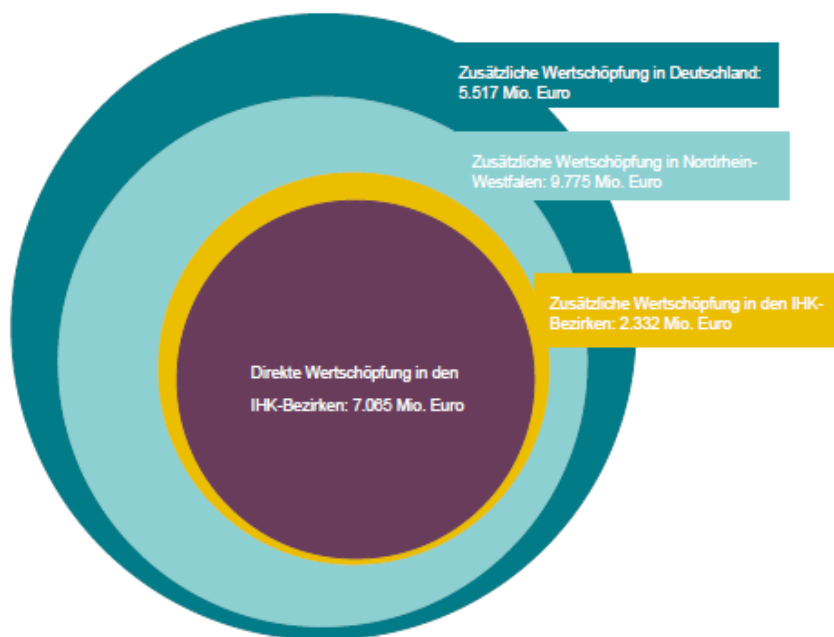 Zusätzliche Wertschöpfung in Deutschland:
5.517 Mio. Euro
Zusätzliche Wertschöpfung in Nordrhein-
Westfalen: 9.775 Mio. Euro
Zusätzliche Wertschöpfung in den IHK-
Bezirken: 2.332 Mio. Euro
Direkte Wertschöpfung in den
IHK-Bezirken: 7.065 Mio. Euro